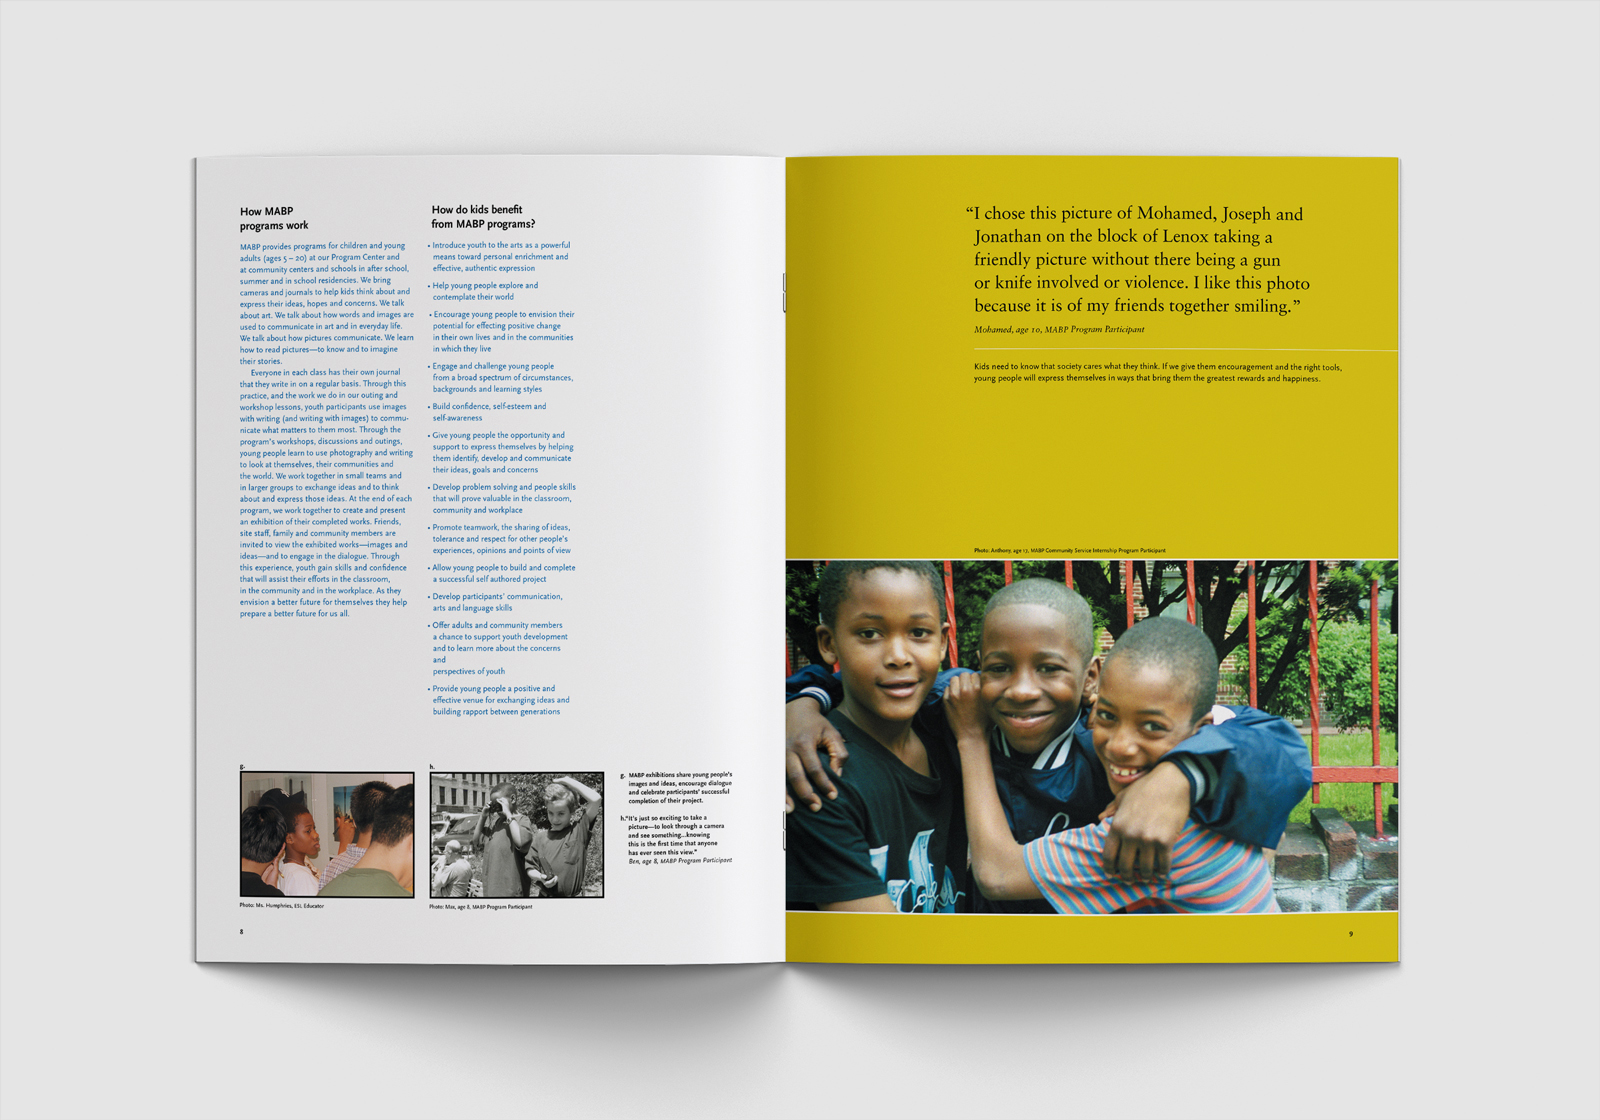 How MABP
programs work
MABP provides programs for children and young
adults (ages 5 – 20) at our Program Center and
at community centers and schools in after school,
summer and in school residencies. We bring
cameras and journals to help kids think about and
express their ideas, hopes and concerns. We talk
about art. We talk about how words and images are
used to communicate in art and in everyday life.
We talk about how pictures communicate. We learn
how to read pictures—to know and to imagine
their stories.
Everyone in each class has their own journal
that they write in on a regular basis. Through this
practice, and the work we do in our outing and
workshop lessons, youth participants use images
with writing (and writing with images) to commu-
nicate what matters to them most. Through the
program's workshops, discussions and outings,
young people learn to use photography and writing
to look at themselves, their communities and
the world. We work together in small teams and
in larger groups to exchange ideas and to think
about and express those ideas. At the end of each
program, we work together to create and present
an exhibition of their completed works. Friends,
site staff, family and community members are
invited to view the exhibited works—images and
ideas—and to engage in the dialogue. Through
this experience, youth gain skills and confidence
that will assist their efforts in the classroom,
in the community and in the workplace. As they
envision a better future for themselves they help
prepare a better future for us all.
How do kids benefit
from MABP programs?
• Introduce youth to the arts as a powerful
means toward personal enrichment and
effective, authentic expression
• Help young people explore and
contemplate their world
• Encourage young people to envision their
potential for effecting positive change
in their own lives and in the communities
in which they live
• Engage and challenge young people
from a broad spectrum of circumstances,
backgrounds and learning styles
• Build confidence, self-esteem and
self-awareness
• Give young people the opportunity and
support to express themselves by helping
them identify, develop and communicate
their ideas, goals and concerns
• Develop problem solving and people skills
that will prove valuable in the classroom,
community and workplace
• Promote teamwork, the sharing of ideas,
tolerance and respect for other people's
experiences, opinions and points of view
• Allow young people to build and complete
a successful self authored project
• Develop participants' communication,
arts and language skills
• Offer adults and community members
a chance to support youth development
and to learn more about the concerns
and
perspectives of youth
• Provide young people a positive and
effective venue for exchanging ideas and
building rapport between generations
g.
Photo: Ms. Humphries, ESL Educator
h.
Photo: Max, age 8, MABP Program Participant
g. MABP exhibitions share young people's
images and ideas, encourage dialogue
and celebrate participants' successful
completion of their project.
h. "It's just so exciting to take a
picture—to look through a camera
and see something...knowing
this is the first time that anyone
has ever seen this view."
Ben, age 8, MABP Program Participant
8
“I chose this picture of Mohamed, Joseph and
Jonathan on the block of Lenox taking a
friendly picture without there being a gun
or knife involved or violence. I like this photo
because it is of my friends together smiling.”
Mohamed, age 10, MABP Program Participant
Kids need to know that society cares what they think. If we give them encouragement and the right tools,
young people will express themselves in ways that bring them the greatest rewards and happiness.
Photo: Anthony, age 17, MABP Community Service Internship Program Participant
9